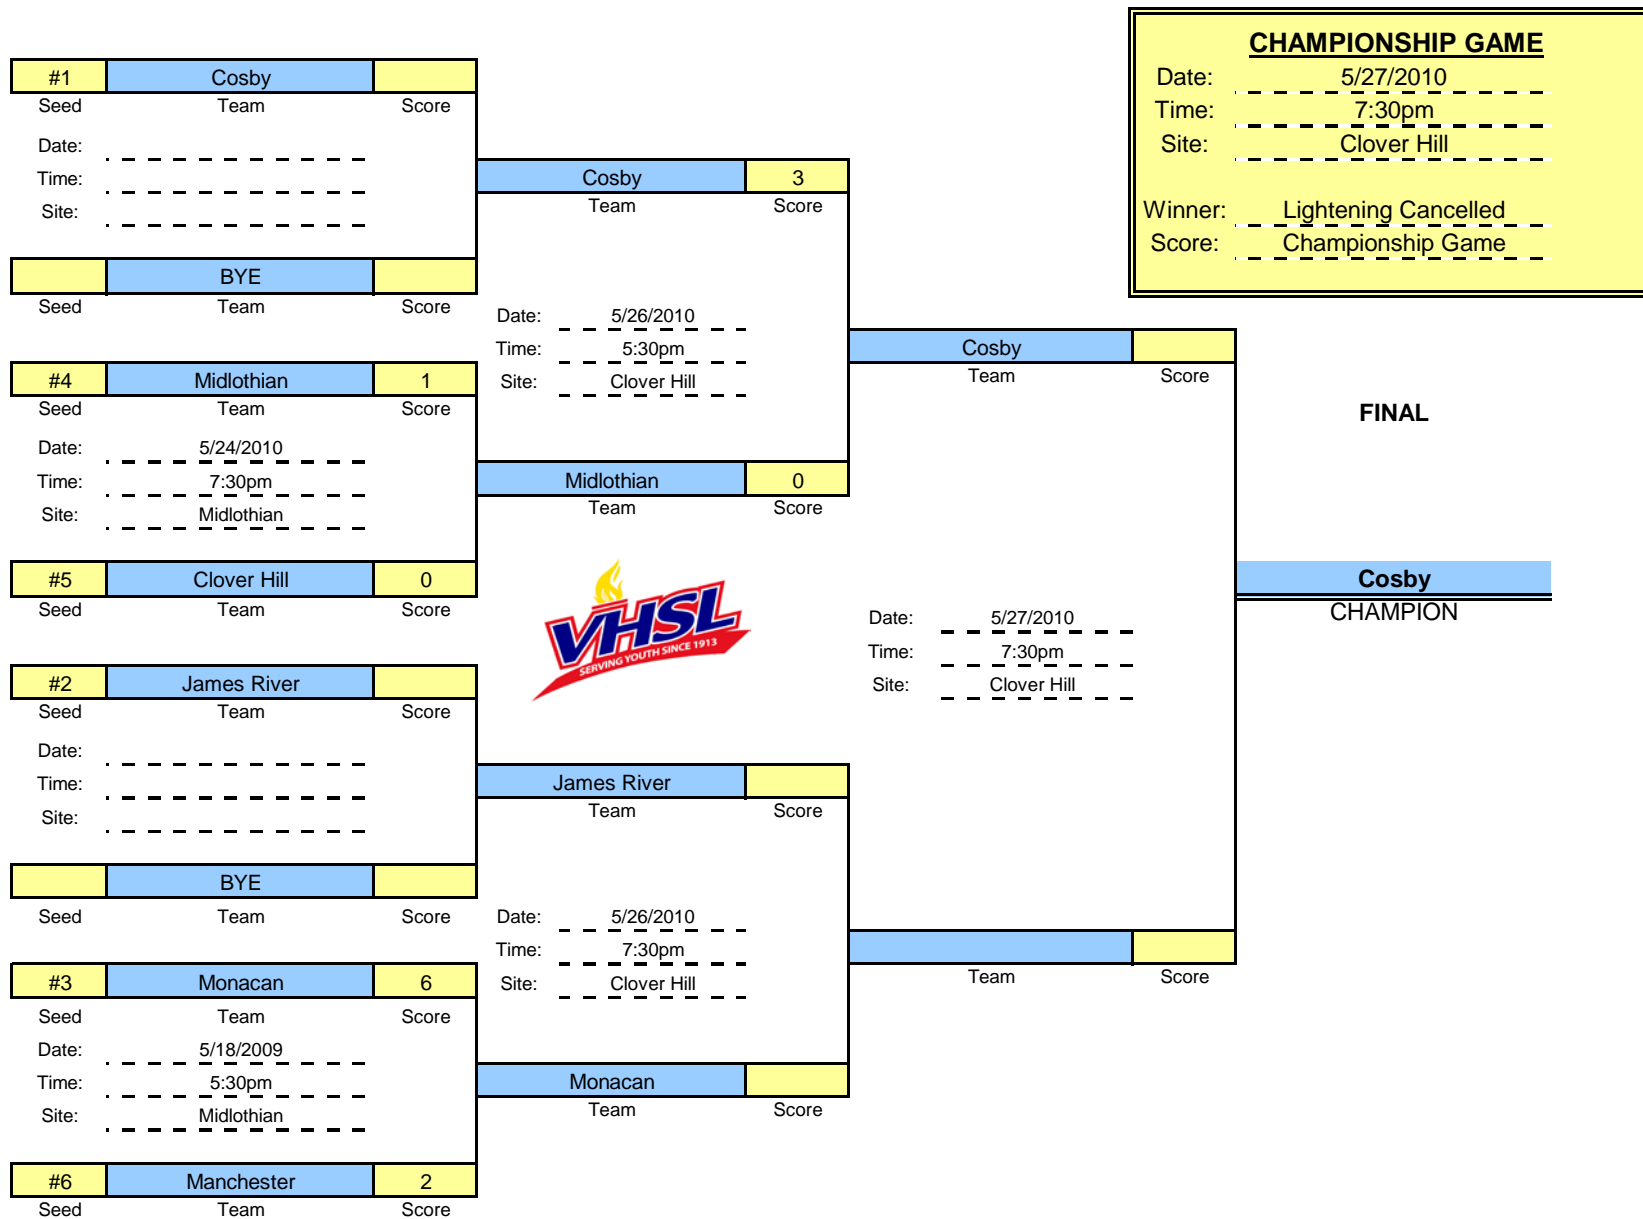 CHAMPIONSHIP GAME
Date: 5/27/2010
Time: 7:30pm
Site: Clover Hill
Winner: Lightening Cancelled
Score: Championship Game
#1 Cosby
Seed Team Score
Date:
Time:
Site:
BYE
Seed Team Score
#4 Midlothian 1
Seed Team Score
Date: 5/24/2010
Time: 7:30pm
Site: Midlothian
#5 Clover Hill 0
Seed Team Score
#2 James River
Seed Team Score
Date:
Time:
Site:
BYE
Seed Team Score
#3 Monacan 6
Seed Team Score
Date: 5/18/2009
Time: 5:30pm
Site: Midlothian
#6 Manchester 2
Seed Team Score
Cosby 3
Team Score
Date: 5/26/2010
Time: 5:30pm
Site: Clover Hill
Midlothian 0
Team Score
VHSL
SERVING YOUTH SINCE 1913
James River
Team Score
Date: 5/26/2010
Time: 7:30pm
Site: Clover Hill
Monacan
Team Score
Cosby
Team Score
Date: 5/27/2010
Time: 7:30pm
Site: Clover Hill
Team Score
FINAL
Cosby
CHAMPION